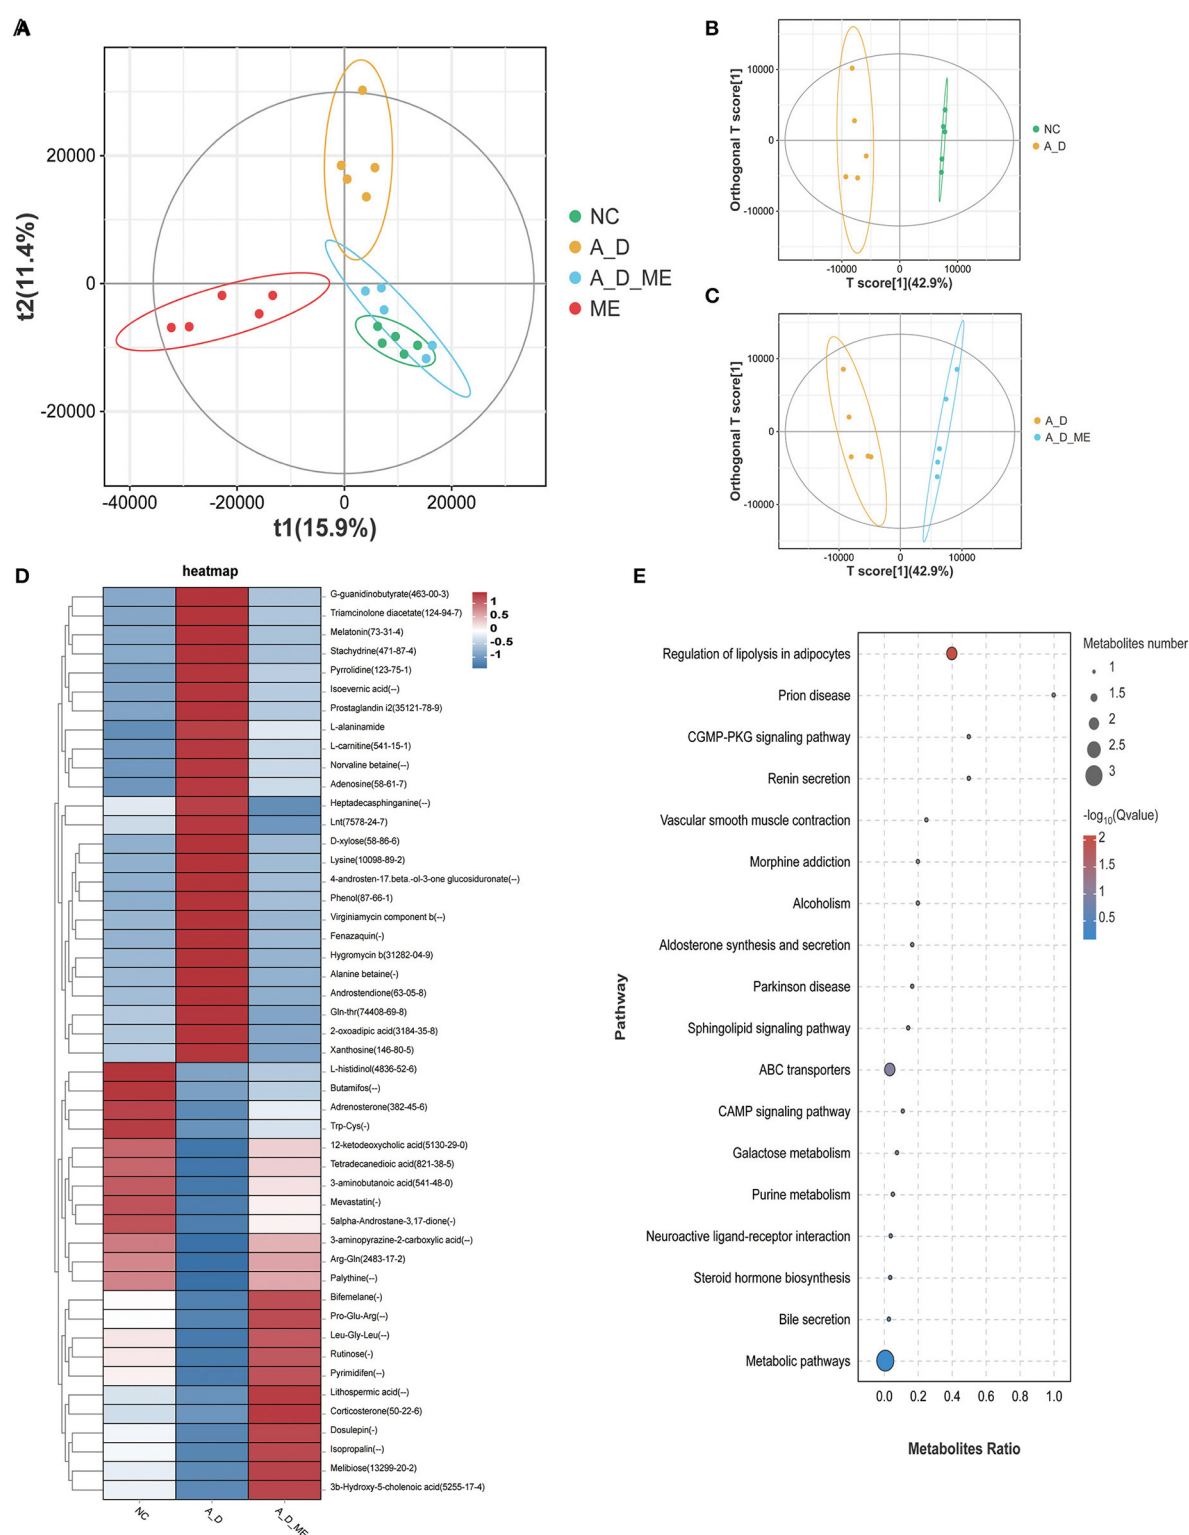 A
t2(11.4%)
20000
0
-20000
-40000
-20000
0
20000
t1(15.9%)
NC
A_D
A_D_ME
ME
B
Orthogonal T score[1]
10000
0
-10000
-10000
0
10000
T score[1](42.9%)
NC
A_D
C
Orthogonal T score[1]
10000
0
-10000
-10000
0
10000
T score[1](42.9%)
A_D
A_D_ME
D
heatmap
1
0.5
0
-0.5
-1
G-guanidinobutyrate(463-00-3)
Triamcinolone diacetate(124-94-7)
Melatonin(73-31-4)
Stachydrine(471-87-4)
Pyrrolidine(123-75-1)
Isoevernic acid(--)
Prostaglandin i2(35121-78-9)
L-alaninamide
L-carnitine(541-15-1)
Norvaline betaine(--)
Adenosine(58-61-7)
Heptadecasphinganine(--)
Lnt(7578-24-7)
D-xylose(58-86-6)
Lysine(10098-89-2)
4-androsten-17.beta.-ol-3-one glucosiduronate(--)
Phenol(87-66-1)
Virginiamycin component b(--)
Fenazaquin(-)
Hygromycin b(31282-04-9)
Alanine betaine(-)
Androstendione(63-05-8)
Gln-thr(74408-69-8)
2-oxoadipic acid(3184-35-8)
Xanthosine(146-80-5)
L-histidinol(4836-52-6)
Butamifos(--)
Adrenosterone(382-45-6)
Trp-Cys(-)
12-ketodeoxycholic acid(5130-29-0)
Tetradecanedioic acid(821-38-5)
3-aminobutanoic acid(541-48-0)
Mevastatin(-)
5alpha-Androstane-3,17-dione(-)
3-aminopyrazine-2-carboxylic acid(--)
Arg-Gln(2483-17-2)
Palythine(--)
Bifemelane(-)
Pro-Glu-Arg(--)
Leu-Gly-Leu(--)
Rutinose(-)
Pyrimidifen(--)
Lithospermic acid(--)
Corticosterone(50-22-6)
Dosulepin(-)
Isopropalin(--)
Melibiose(13299-20-2)
3b-Hydroxy-5-cholenoic acid(5255-17-4)
NC
A_D
A_D_ME
E
Pathway
Regulation of lipolysis in adipocytes
Prion disease
CGMP-PKG signaling pathway
Renin secretion
Vascular smooth muscle contraction
Morphine addiction
Alcoholism
Aldosterone synthesis and secretion
Parkinson disease
Sphingolipid signaling pathway
ABC transporters
CAMP signaling pathway
Galactose metabolism
Purine metabolism
Neuroactive ligand-receptor interaction
Steroid hormone biosynthesis
Bile secretion
Metabolic pathways
0.0
0.2
0.4
0.6
0.8
1.0
Metabolites Ratio
Metabolites number
1
1.5
2
2.5
3
-log10(Qvalue)
2
1.5
1
0.5